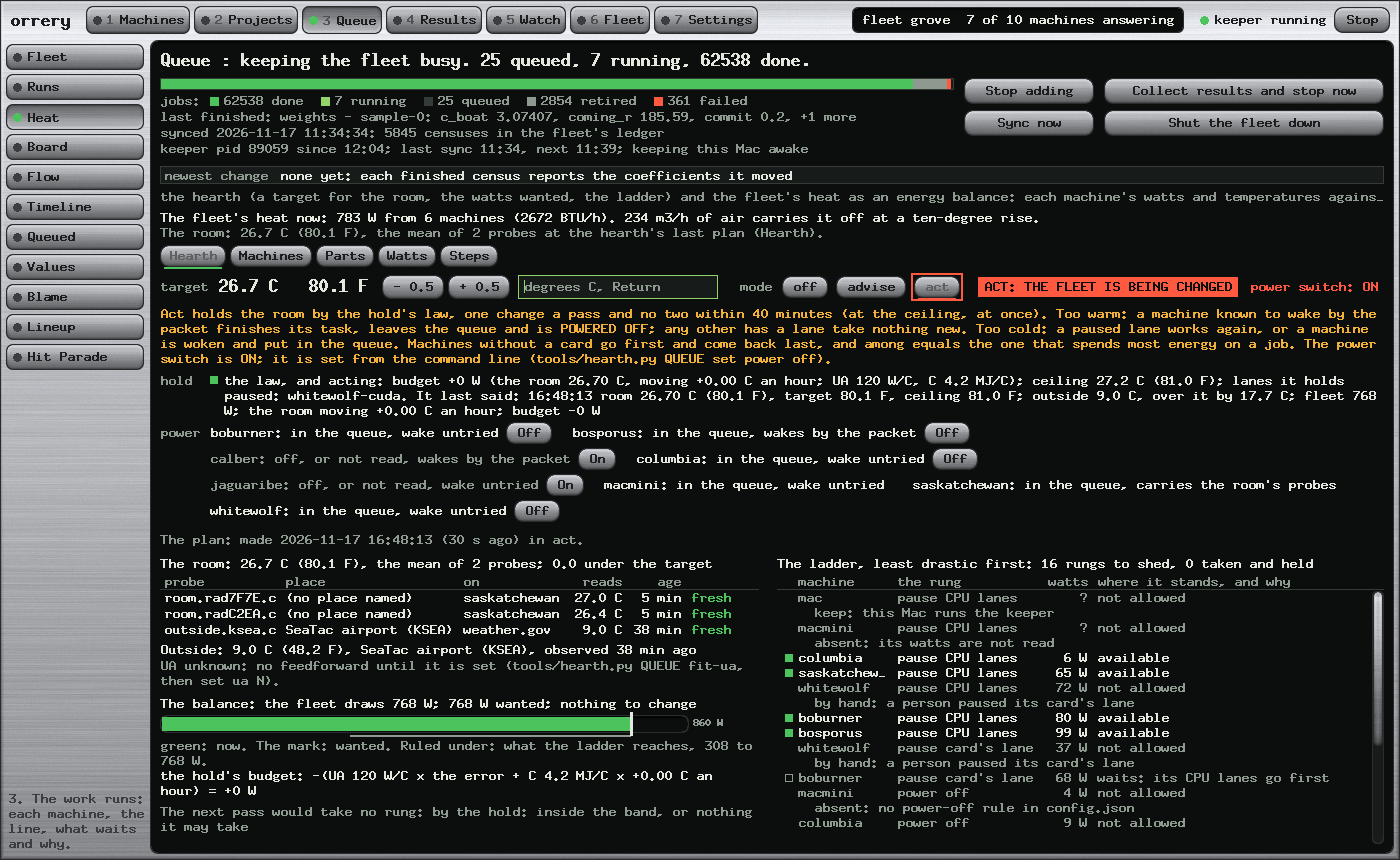 orrery 1 Machines 2 Projects 3 Queue 4 Results 5 Watch 6 Fleet 7 Settings fleet grove 7 of 10 machines answering keeper running Stop
Fleet
Runs
Heat
Board
Flow
Timeline
Queued
Values
Blame
Lineup
Hit Parade
3. The work runs:
each machine, the
line, what waits
and why.
Queue : keeping the fleet busy. 25 queued, 7 running, 62538 done.
jobs: 62538 done 7 running 25 queued 2854 retired 361 failed
last finished: weights - sample-0: c_boat 3.07407, coming_r 185.59, commit 0.2, +1 more
synced 2026-11-17 11:34:34: 5845 censuses in the fleet's ledger
keeper pid 89059 since 12:04; last sync 11:34, next 11:39; keeping this Mac awake
Stop adding Collect results and stop now
Sync now Shut the fleet down
newest change none yet: each finished census reports the coefficients it moved
the hearth (a target for the room, the watts wanted, the ladder) and the fleet's heat as an energy balance: each machine's watts and temperatures agains…
The fleet's heat now: 783 W from 6 machines (2672 BTU/h). 234 m3/h of air carries it off at a ten-degree rise.
The room: 26.7 C (80.1 F), the mean of 2 probes at the hearth's last plan (Hearth).
Hearth Machines Parts Watts Steps
target 26.7 C 80.1 F - 0.5 + 0.5 degrees C, Return mode off advise act ACT: THE FLEET IS BEING CHANGED power switch: ON
Act holds the room by the hold's law, one change a pass and no two within 40 minutes (at the ceiling, at once). Too warm: a machine known to wake by the
packet finishes its task, leaves the queue and is POWERED OFF; any other has a lane take nothing new. Too cold: a paused lane works again, or a machine
is woken and put in the queue. Machines without a card go first and come back last, and among equals the one that spends most energy on a job. The power
switch is ON; it is set from the command line (tools/hearth.py QUEUE set power off).
hold the law, and acting: budget +0 W (the room 26.70 C, moving +0.00 C an hour; UA 120 W/C, C 4.2 MJ/C); ceiling 27.2 C (81.0 F); lanes it holds
paused: whitewolf-cuda. It last said: 16:48:13 room 26.70 C (80.1 F), target 80.1 F, ceiling 81.0 F; outside 9.0 C, over it by 17.7 C; fleet 768
W; the room moving +0.00 C an hour; budget -0 W
power boburner: in the queue, wake untried Off bosporus: in the queue, wakes by the packet Off
calber: off, or not read, wakes by the packet On columbia: in the queue, wake untried Off
jaguaribe: off, or not read, wake untried On macmini: in the queue, wake untried saskatchewan: in the queue, carries the room's probes
whitewolf: in the queue, wake untried Off
The plan: made 2026-11-17 16:48:13 (30 s ago) in act.
The room: 26.7 C (80.1 F), the mean of 2 probes; 0.0 under the target
probe place on reads age
room.rad7F7E.c (no place named) saskatchewan 27.0 C 5 min fresh
room.radC2EA.c (no place named) saskatchewan 26.4 C 5 min fresh
outside.ksea.c SeaTac airport (KSEA) weather.gov 9.0 C 38 min fresh
Outside: 9.0 C (48.2 F), SeaTac airport (KSEA), observed 38 min ago
UA unknown: no feedforward until it is set (tools/hearth.py QUEUE fit-ua,
then set ua N).
The balance: the fleet draws 768 W; 768 W wanted; nothing to change
860 W
green: now. The mark: wanted. Ruled under: what the ladder reaches, 308 to
768 W.
the hold's budget: -(UA 120 W/C x the error + C 4.2 MJ/C x +0.00 C an
hour) = +0 W
The next pass would take no rung: by the hold: inside the band, or nothing
it may take
The ladder, least drastic first: 16 rungs to shed, 0 taken and held
machine the rung watts where it stands, and why
mac pause CPU lanes ? not allowed
keep: this Mac runs the keeper
macmini pause CPU lanes ? not allowed
absent: its watts are not read
columbia pause CPU lanes 6 W available
saskatchew… pause CPU lanes 65 W available
whitewolf pause CPU lanes 72 W not allowed
by hand: a person paused its card's lane
boburner pause CPU lanes 80 W available
bosporus pause CPU lanes 99 W available
whitewolf pause card's lane 37 W not allowed
by hand: a person paused its card's lane
boburner pause card's lane 68 W waits: its CPU lanes go first
macmini power off 4 W not allowed
absent: no power-off rule in config.json
columbia power off 9 W not allowed